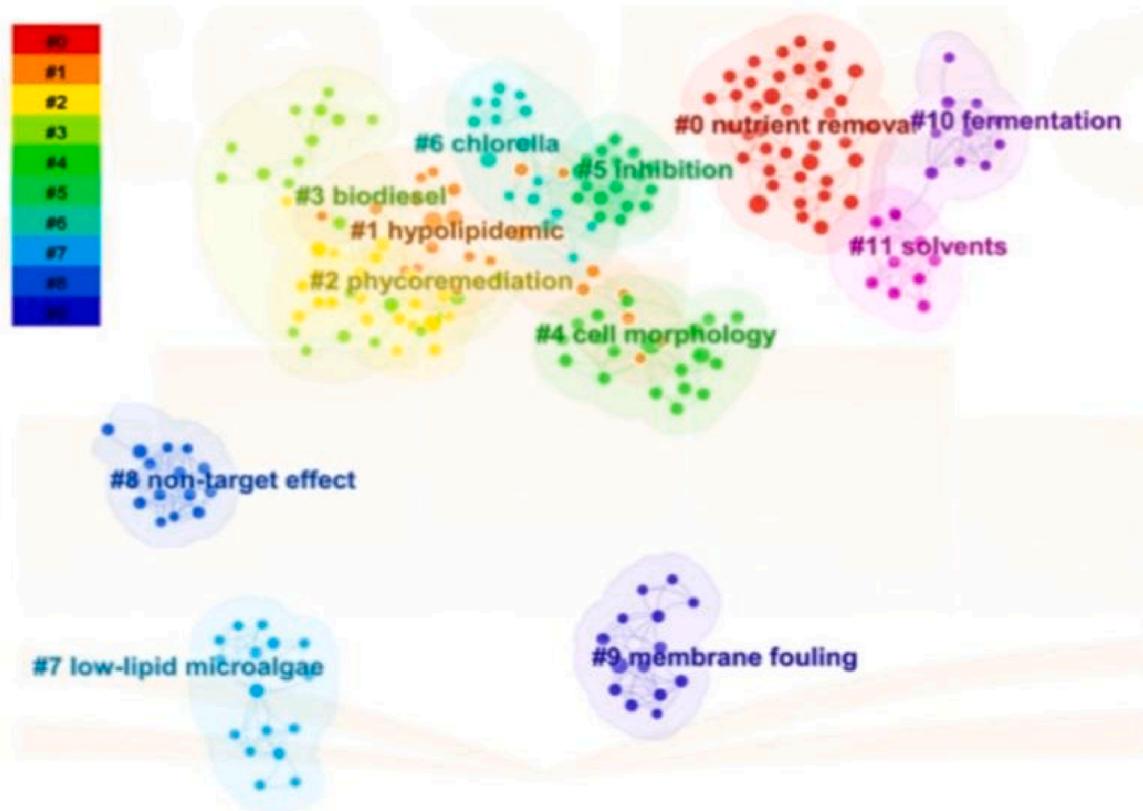 #0
#1
#2
#3
#4
#5
#6
#7
#8
#6 chlorella
#0 nutrient removal
#10 fermentation
#5 inhibition
#3 biodiesel
#1 hypolipidemic
#11 solvents
#2 phycoremediation
#4 cell morphology
#8 non-target effect
#7 low-lipid microalgae
#9 membrane fouling